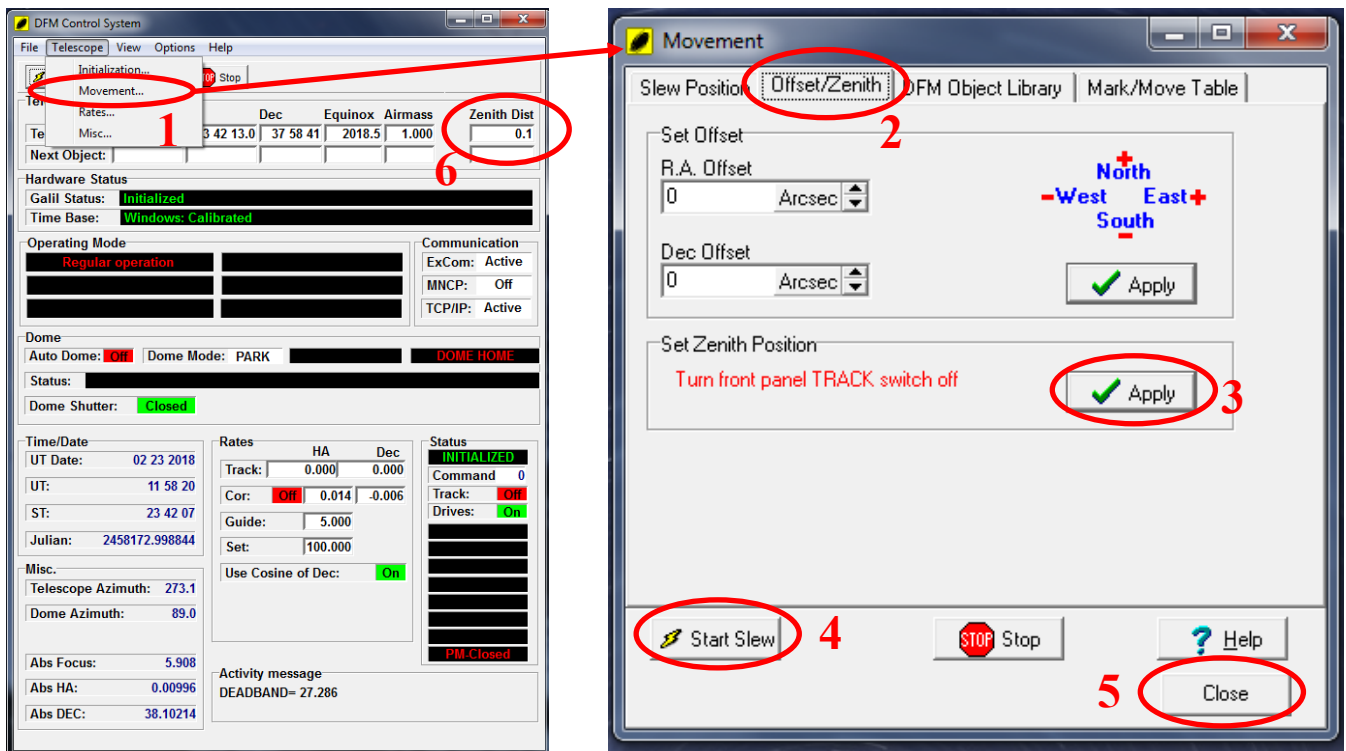 DFM Control System
File Telescope View Options Help
Initialization...
Movement...
Rates...
Misc...
1
Stop
Dec Equinox Airmass Zenith Dist
Te 3 42 13.0 37 58 41 2018.5 1.000 0.1
Next Object:
6
Hardware Status
Galil Status: Initialized
Time Base: Windows: Calibrated
Operating Mode
Regular operation
Communication
ExCom: Active
MNCP: Off
TCP/IP: Active
Dome
Auto Dome: Off Dome Mode: PARK DOME HOME
Status:
Dome Shutter: Closed
Time/Date
UT Date: 02 23 2018
UT: 11 58 20
ST: 23 42 07
Julian: 2458172.998844
Misc.
Telescope Azimuth: 273.1
Dome Azimuth: 89.0
Abs Focus: 5.908
Abs HA: 0.00996
Abs DEC: 38.10214
Rates
HA Dec
Track: 0.000 0.000
Cor: Off 0.014 -0.006
Guide: 5.000
Set: 100.000
Use Cosine of Dec: On
Status
INITIALIZED
Command 0
Track: Off
Drives: On
PM-Closed
Activity message
DEADBAND= 27.286
Movement
Slew Position Offset/Zenith DFM Object Library Mark/Move Table
2
Set Offset
R.A. Offset
0 Arcsec
Dec Offset
0 Arcsec
+
North
-West East+
South
-
Apply
Set Zenith Position
Turn front panel TRACK switch off
Apply
3
Start Slew
4
STOP Stop
? Help
5
Close